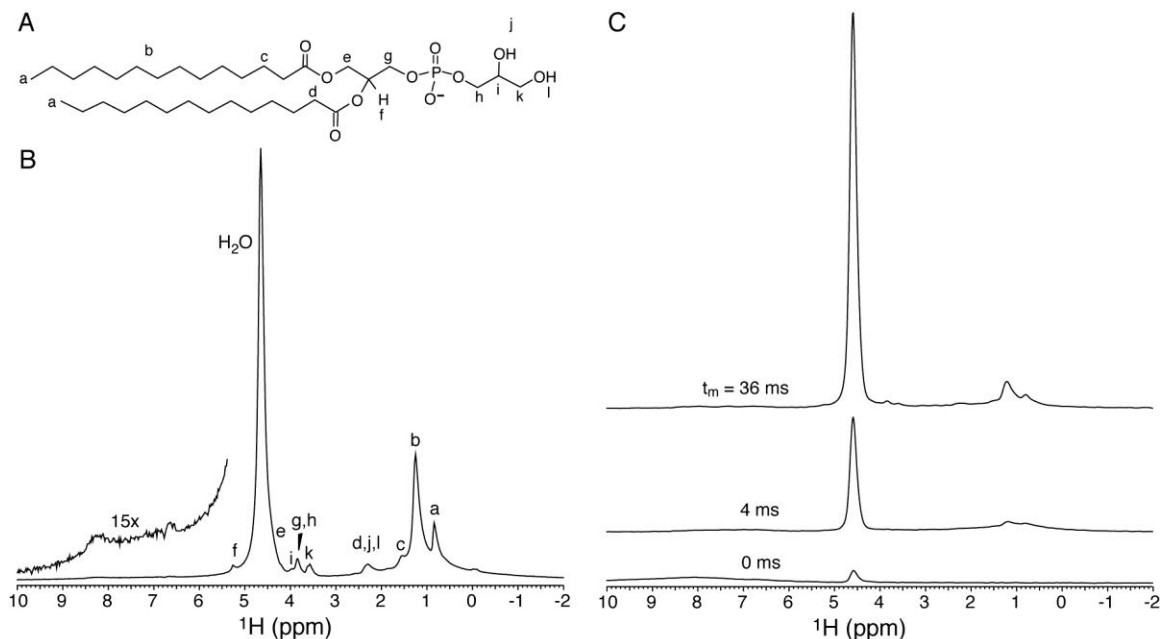 A
j
b
c
O
e
g
O
OH
a
O
O
P
O
OH
h
i
k
l
a
d
O
H
O⁻
f
O
B
H₂O
15x
f
e
i
g,h
k
d,j,l
c
b
a
10 9 8 7 6 5 4 3 2 1 0 -1 -2
¹H (ppm)
C
tₘ = 36 ms
4 ms
0 ms
10 9 8 7 6 5 4 3 2 1 0 -1 -2
¹H (ppm)